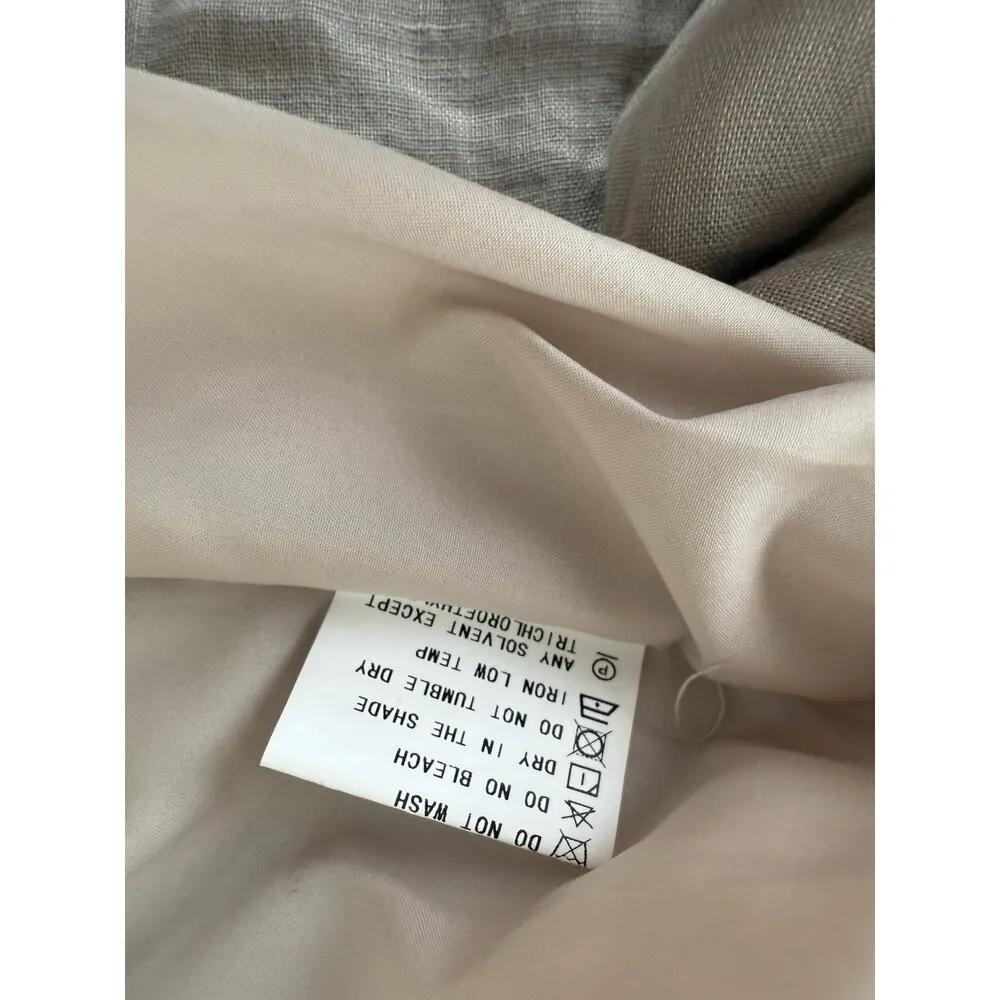 DO NOT WASH
DO NO BLEACH
DRY IN THE SHADE
DO NOT TUMBLE DRY
IRON LOW TEMP
P ANY SOLVENT EXCEPT